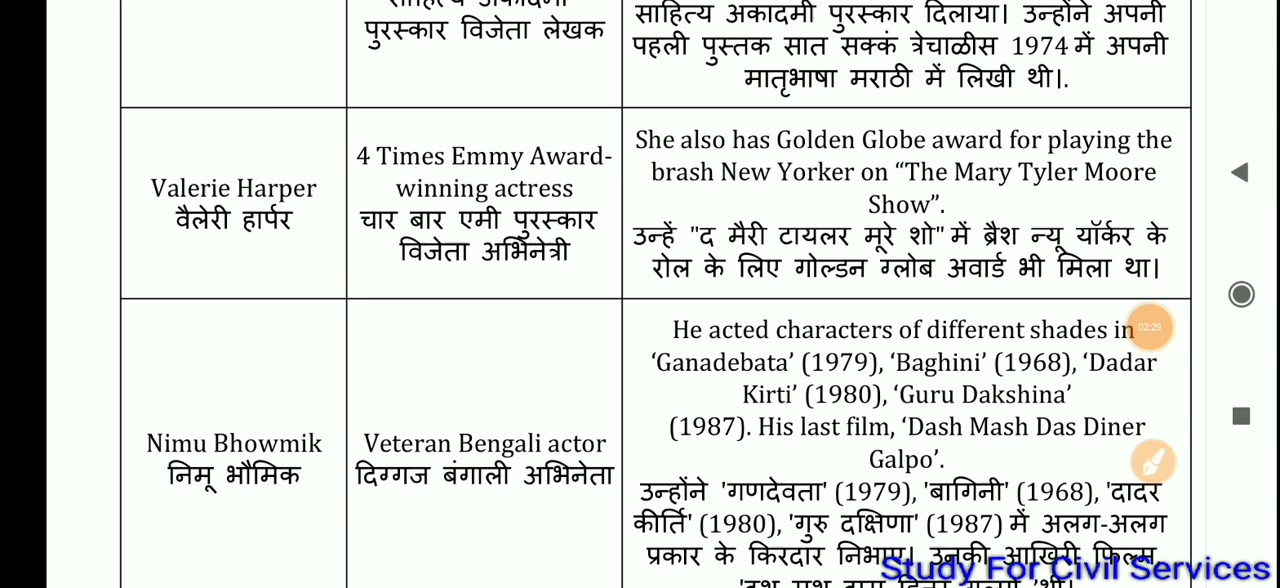 पुरस्कार विजेता लेखक
साहित्य अकादमी पुरस्कार दिलाया। उन्होंने अपनी
पहली पुस्तक सात सक्कं त्रेचाळीस 1974 में अपनी
मातृभाषा मराठी में लिखी थी।.
Valerie Harper
वैलेरी हार्पर
4 Times Emmy Award-
winning actress
चार बार एमी पुरस्कार
विजेता अभिनेत्री
She also has Golden Globe award for playing the
brash New Yorker on “The Mary Tyler Moore
Show”.
उन्हें "द मैरी टायलर मूरे शो" में ब्रैश न्यू यॉर्कर के
रोल के लिए गोल्डन ग्लोब अवार्ड भी मिला था।
Nimu Bhowmik
निमू भौमिक
Veteran Bengali actor
दिग्गज बंगाली अभिनेता
He acted characters of different shades in
‘Ganadebata’ (1979), ‘Baghini’ (1968), ‘Dadar
Kirti’ (1980), ‘Guru Dakshina’
(1987). His last film, ‘Dash Mash Das Diner
Galpo’.
उन्होंने 'गणदेवता' (1979), 'बागिनी' (1968), 'दादर
कीर्ति' (1980), 'गुरु दक्षिणा' (1987) में अलग-अलग
प्रकार के किरदार निभाए। उनकी आखिरी फिल्म,
02:29
Study For Civil Services